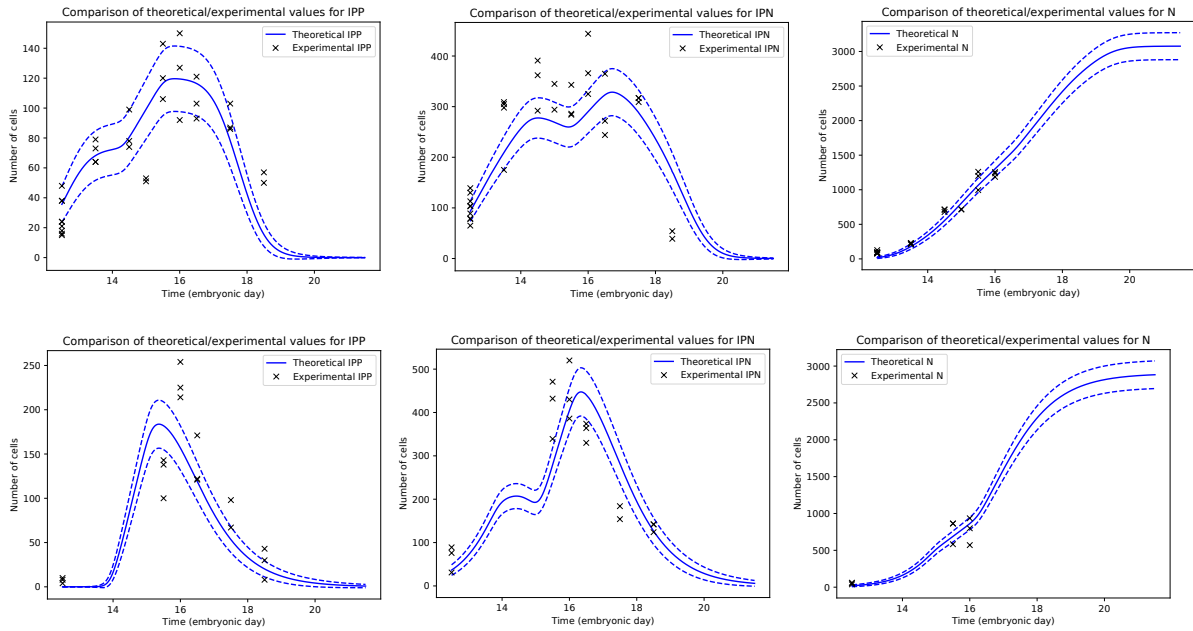 Comparison of theoretical/experimental values for IPP
Theoretical IPP
Experimental IPP
Number of cells
140
120
100
80
60
40
20
0
14
16
18
20
Time (embryonic day)
Comparison of theoretical/experimental values for IPN
Theoretical IPN
Experimental IPN
Number of cells
400
300
200
100
0
14
16
18
20
Time (embryonic day)
Comparison of theoretical/experimental values for N
Theoretical N
Experimental N
Number of cells
3000
2500
2000
1500
1000
500
0
14
16
18
20
Time (embryonic day)
Comparison of theoretical/experimental values for IPP
Theoretical IPP
Experimental IPP
Number of cells
250
200
150
100
50
0
14
16
18
20
Time (embryonic day)
Comparison of theoretical/experimental values for IPN
Theoretical IPN
Experimental IPN
Number of cells
500
400
300
200
100
0
14
16
18
20
Time (embryonic day)
Comparison of theoretical/experimental values for N
Theoretical N
Experimental N
Number of cells
3000
2500
2000
1500
1000
500
0
14
16
18
20
Time (embryonic day)